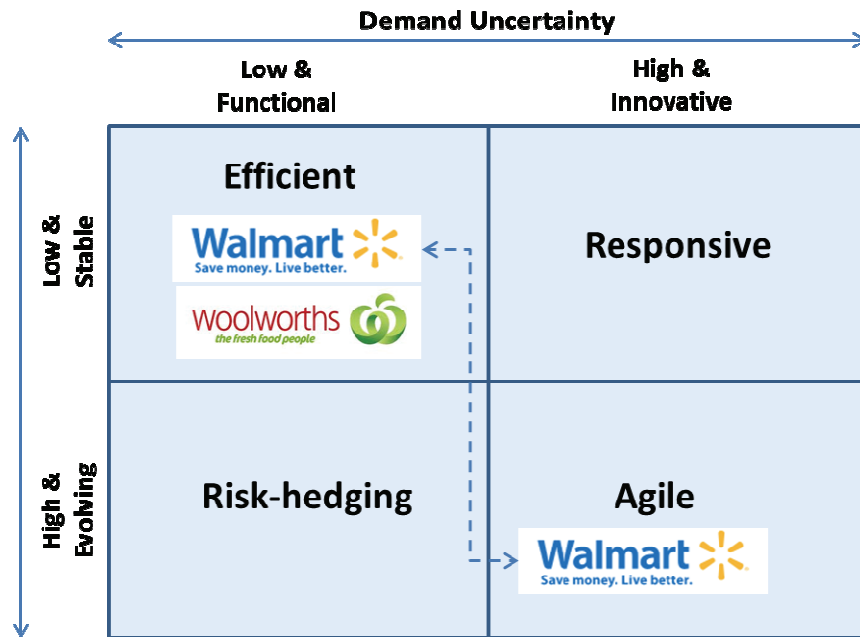 Demand Uncertainty
Low &
Functional
High &
Innovative
Low &
Stable
Efficient
Walmart
Save money. Live better.
woolworths
the fresh food people
Responsive
High &
Evolving
Risk-hedging
Agile
Walmart
Save money. Live better.